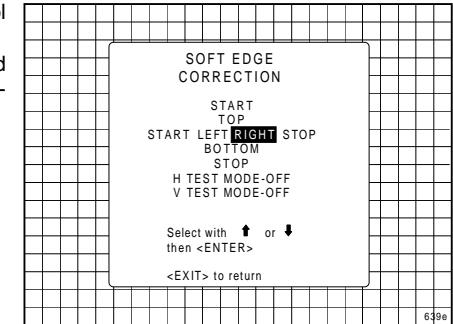 SOFT EDGE
CORRECTION
START
TOP
START LEFT RIGHT STOP
BOTTOM
STOP
H TEST MODE-OFF
V TEST MODE-OFF
Select with ⬆ or ⬇
then <ENTER>
<EXIT> to return
639e